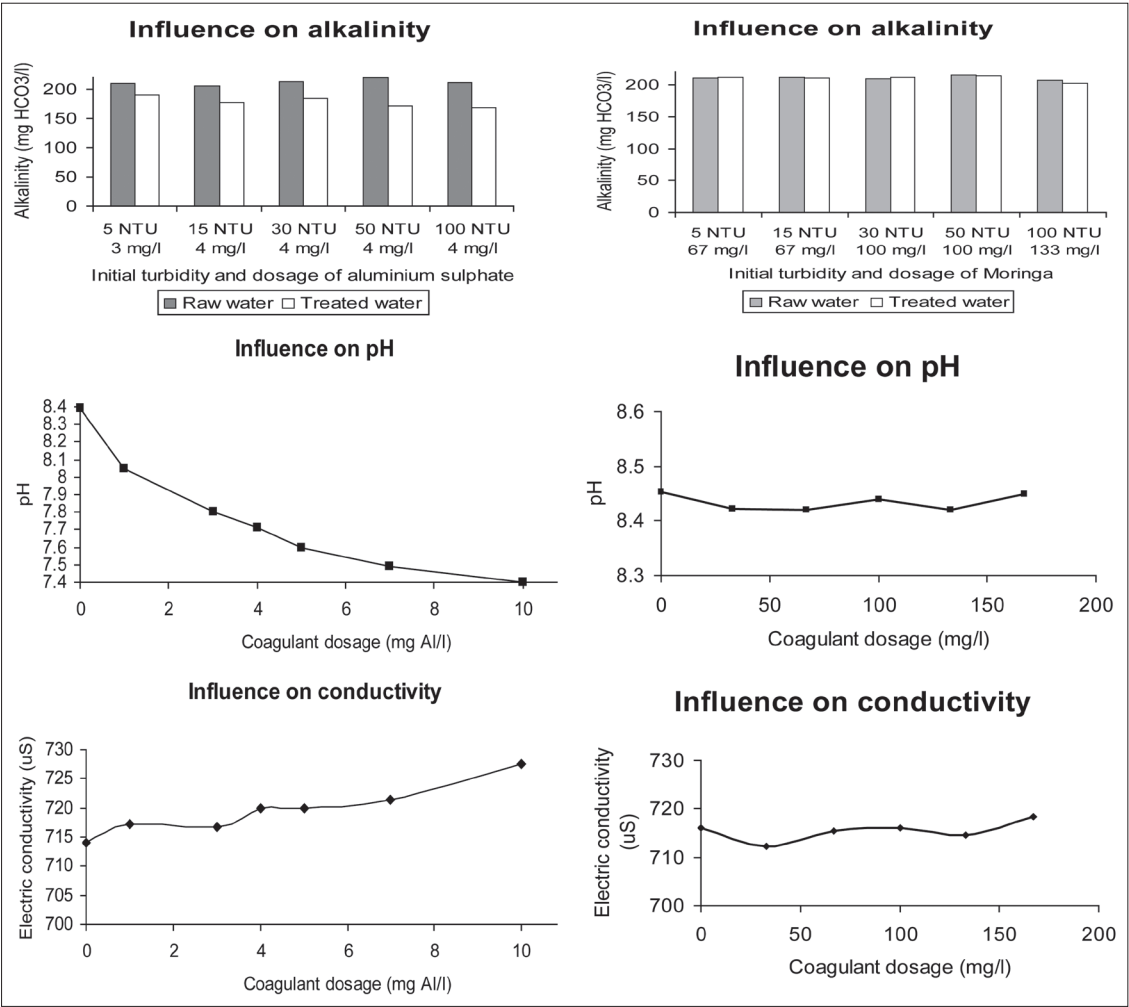 Influence on alkalinity
Alkalinity (mg HCO3/l)
200
150
100
50
0
5 NTU 15 NTU 30 NTU 50 NTU 100 NTU
3 mg/l 4 mg/l 4 mg/l 4 mg/l 4 mg/l
Initial turbidity and dosage of aluminium sulphate
Raw water Treated water
Influence on alkalinity
Alkalinity (mg HCO3/l)
200
150
100
50
0
5 NTU 15 NTU 30 NTU 50 NTU 100 NTU
67 mg/l 67 mg/l 100 mg/l 100 mg/l 133 mg/l
Initial turbidity and dosage of Moringa
Raw water Treated water
Influence on pH
pH
8.4
8.3
8.2
8.1
8
7.9
7.8
7.7
7.6
7.5
7.4
0 2 4 6 8 10
Coagulant dosage (mg Al/l)
Influence on pH
pH
8.6
8.5
8.4
8.3
0 50 100 150 200
Coagulant dosage (mg/l)
Influence on conductivity
Electric conductivity (uS)
730
725
720
715
710
705
700
0 2 4 6 8 10
Coagulant dosage (mg Al/l)
Influence on conductivity
Electric conductivity
(uS)
730
720
710
700
0 50 100 150 200
Coagulant dosage (mg/l)